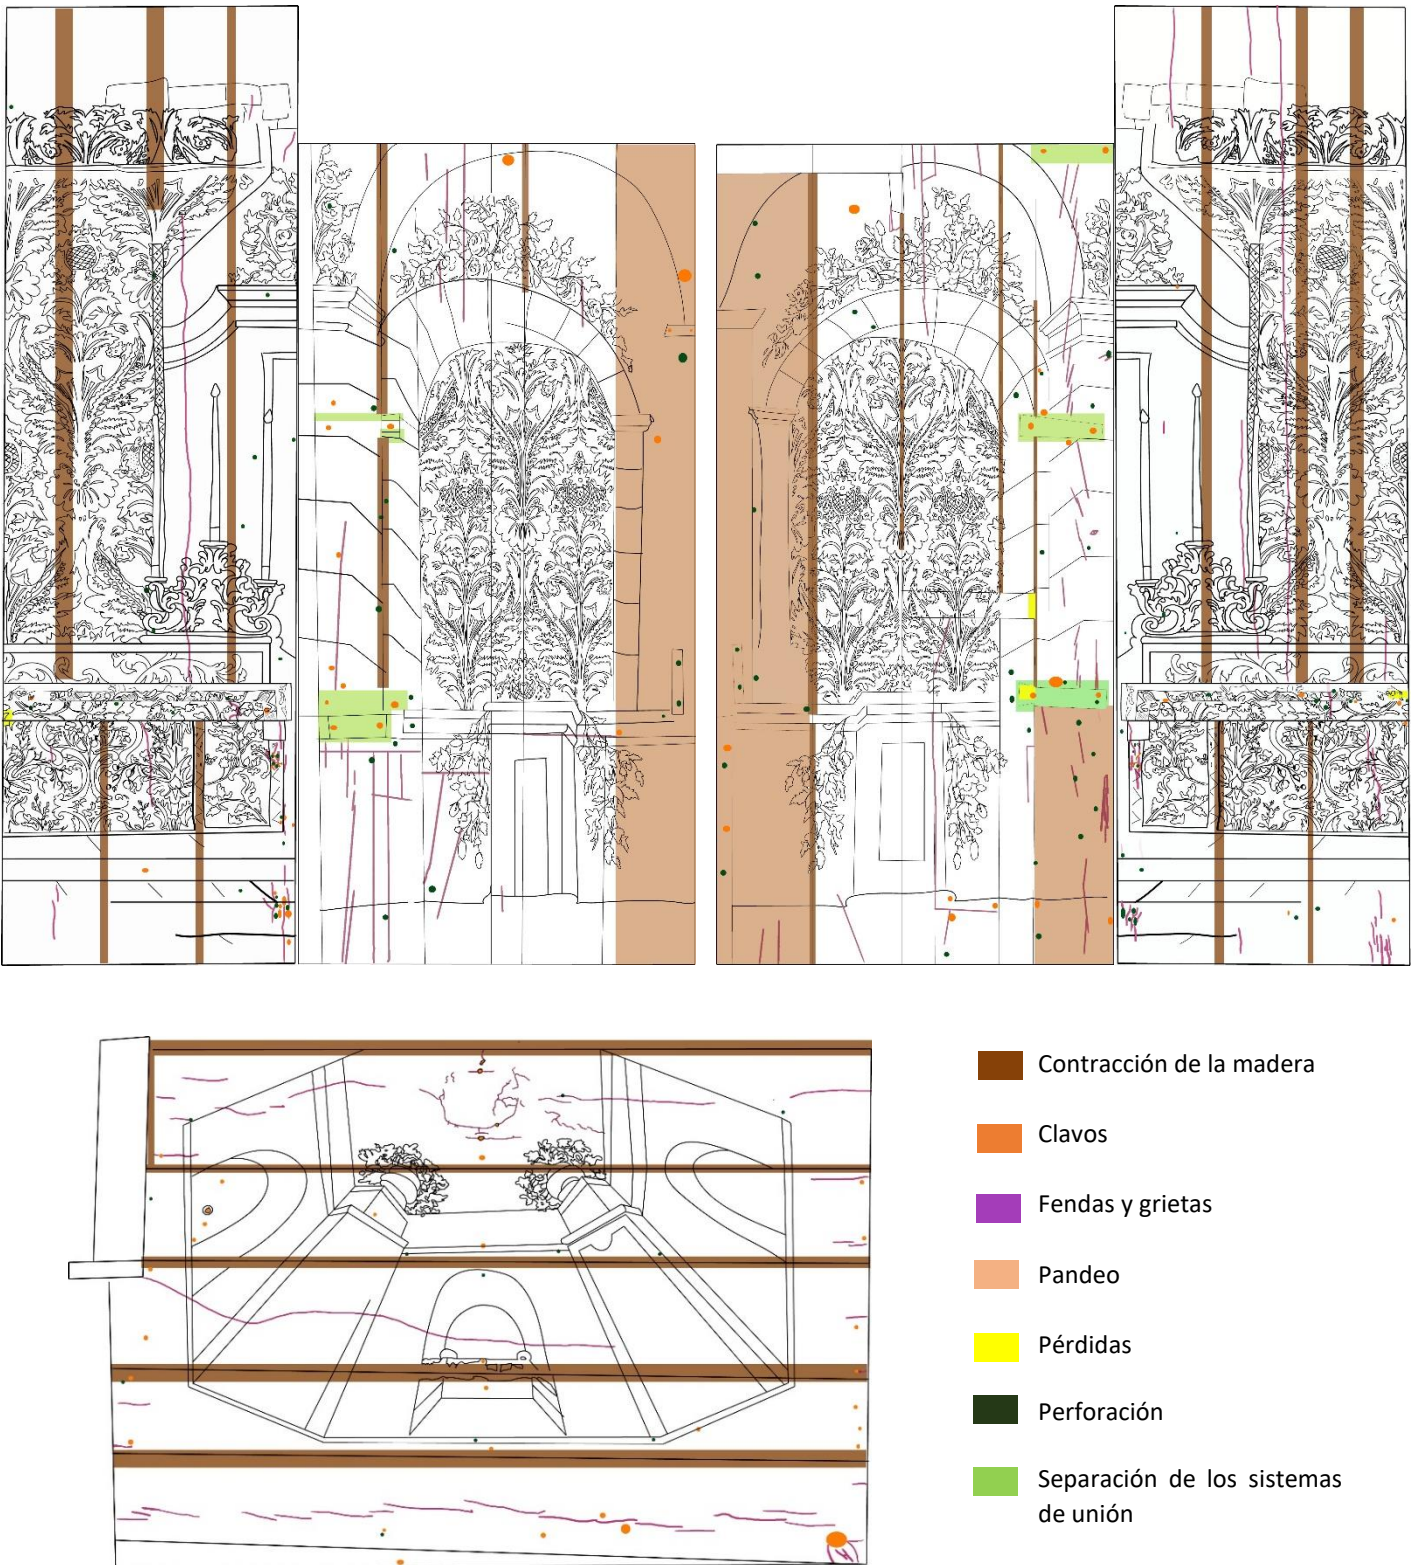 Contracción de la madera
Clavos
Fendas y grietas
Pandeo
Pérdidas
Perforación
Separación de los sistemas
de unión